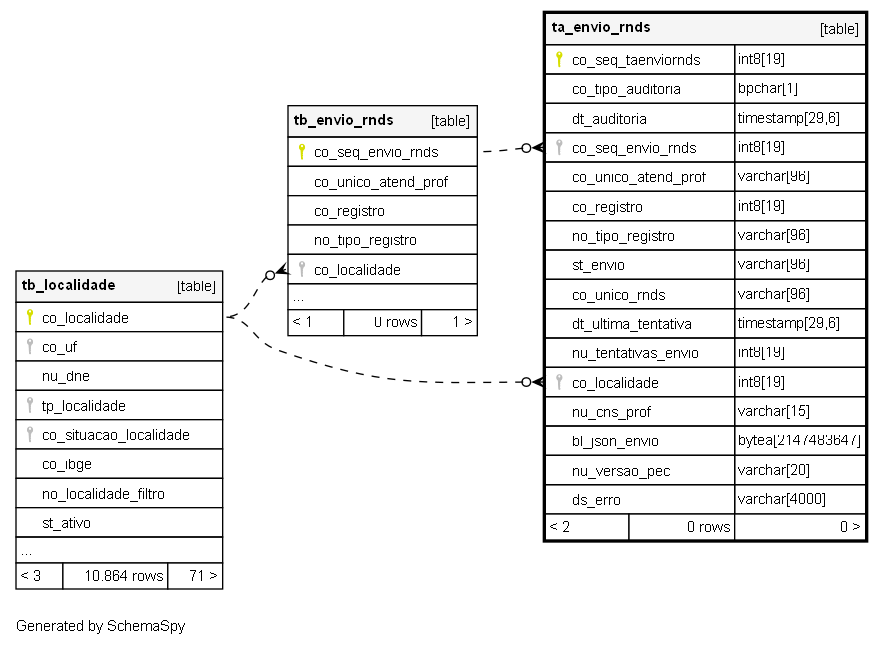 ta_envio_rnds [table]
co_seq_taenviornds int8[19]
co_tipo_auditoria bpchar[1]
dt_auditoria timestamp[29,6]
co_seq_envio_rnds int8[19]
co_unico_atend_prof varchar[96]
co_registro int8[19]
no_tipo_registro varchar[96]
st_envio varchar[96]
co_unico_rnds varchar[96]
dt_ultima_tentativa timestamp[29,6]
nu_tentativas_envio int8[19]
co_localidade int8[19]
nu_cns_prof varchar[15]
bl_json_envio bytea[2147483647]
nu_versao_pec varchar[20]
ds_erro varchar[4000]
< 2 0 rows 0 >
tb_envio_rnds [table]
co_seq_envio_rnds
co_unico_atend_prof
co_registro
no_tipo_registro
co_localidade
...
< 1 0 rows 1 >
tb_localidade [table]
co_localidade
co_uf
nu_dne
tp_localidade
co_situacao_localidade
co_ibge
no_localidade_filtro
st_ativo
...
< 3 10.864 rows 71 >
Generated by SchemaSpy